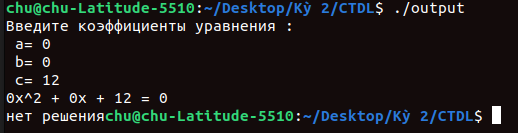 chu@chu-Latitude-5510:~/Desktop/Kỳ 2/CTDL$ ./output
Введите коэффициенты уравнения :
a= 0
b= 0
c= 12
0x^2 + 0x + 12 = 0
нет решенияchu@chu-Latitude-5510:~/Desktop/Kỳ 2/CTDL$